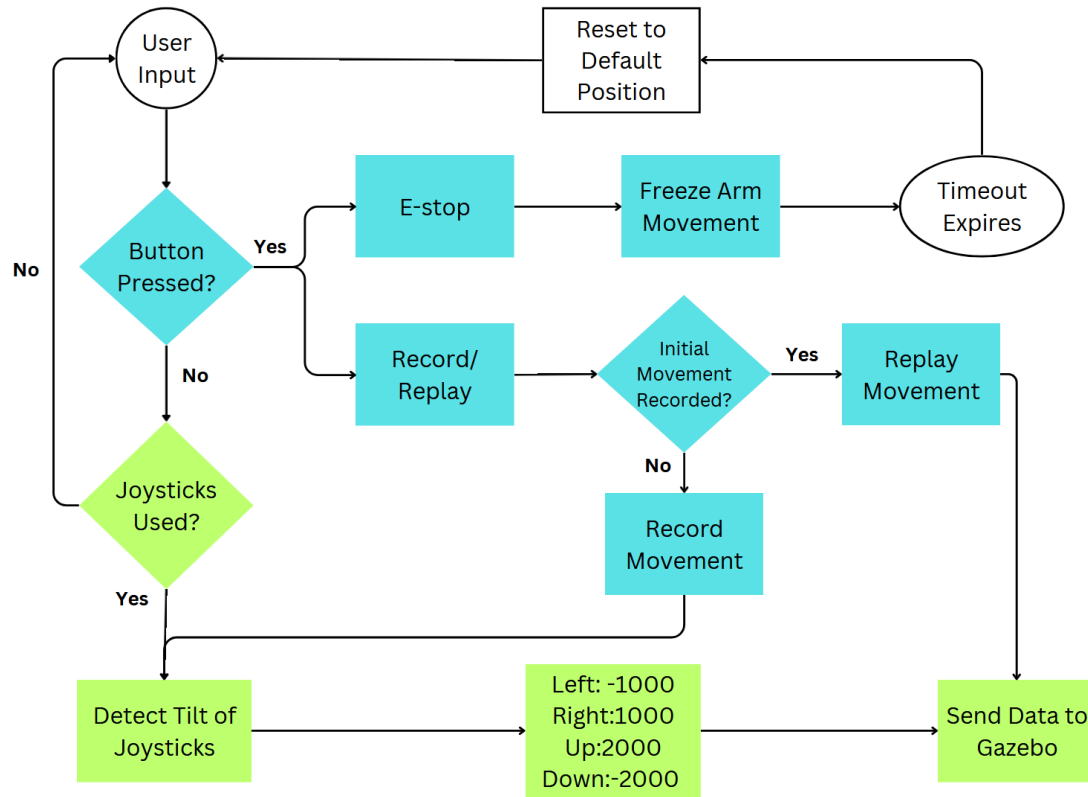 User
Input
Reset to
Default
Position
E-stop
Freeze Arm
Movement
Timeout
Expires
Button
Pressed?
Yes
No
No
Record/
Replay
Initial
Movement
Recorded?
Yes
Replay
Movement
No
Joysticks
Used?
Record
Movement
Yes
Detect Tilt of
Joysticks
Left: -1000
Right:1000
Up:2000
Down:-2000
Send Data to
Gazebo